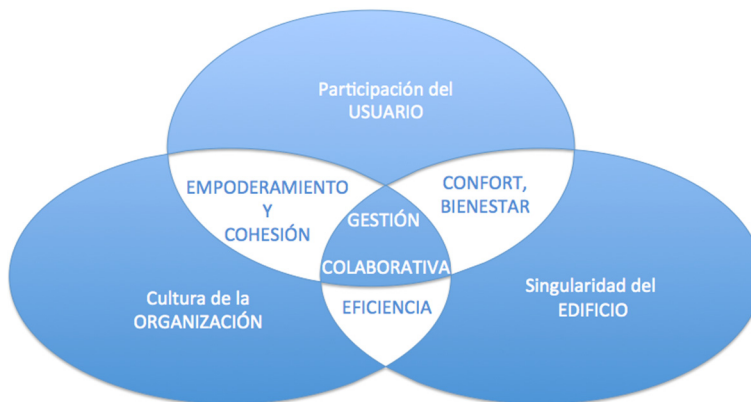 Participación del
USUARIO
EMPODERAMIENTO
Y
COHESIÓN
CONFORT,
BIENESTAR
GESTIÓN
COLABORATIVA
Cultura de la
ORGANIZACIÓN
EFICIENCIA
Singularidad del
EDIFICIO